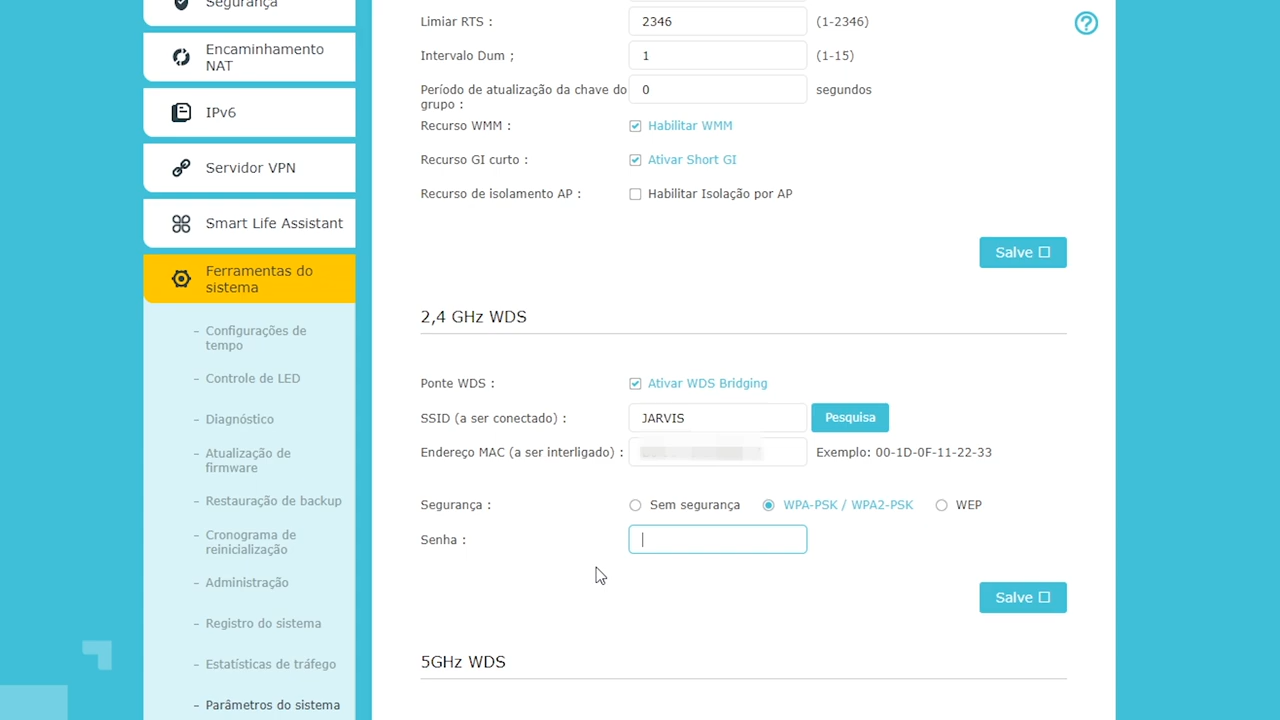 Segurança
Encaminhamento
NAT
IPv6
Servidor VPN
Smart Life Assistant
Ferramentas do
sistema
– Configurações de
tempo
– Controle de LED
– Diagnóstico
– Atualização de
firmware
– Restauração de backup
– Cronograma de
reinicialização
– Administração
– Registro do sistema
– Estatísticas de tráfego
– Parâmetros do sistema
Limiar RTS : 2346 (1-2346)
Intervalo Dum ; 1 (1-15)
Período de atualização da chave do
grupo : 0 segundos
Recurso WMM : Habilitar WMM
Recurso GI curto : Ativar Short GI
Recurso de isolamento AP : Habilitar Isolação por AP
Salve
2,4 GHz WDS
Ponte WDS : Ativar WDS Bridging
SSID (a ser conectado) : JARVIS Pesquisa
Endereço MAC (a ser interligado) : Exemplo: 00-1D-0F-11-22-33
Segurança : Sem segurança WPA-PSK / WPA2-PSK WEP
Senha :
Salve
5GHz WDS